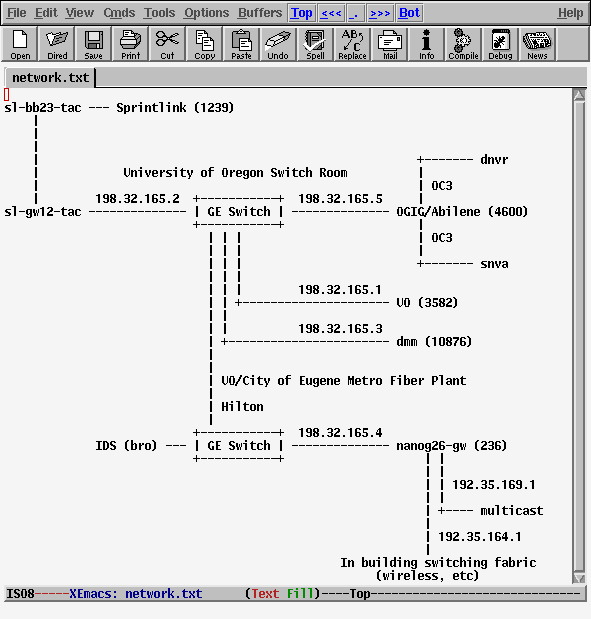 File Edit View Cmds Tools Options Buffers Top <<< . >>> Bot Help
Open Dired Save Print Cut Copy Paste Undo Spell Replace Mail Info Compile Debug News
network.txt
sl-bb23-tac --- Sprintlink (1239)
University of Oregon Switch Room
+------- dnvr
OC3
198.32.165.2 +-----------+ 198.32.165.5
sl-gw12-tac -------------- | GE Switch | -------------- OGIG/Abilene (4600)
+-----------+
OC3
+------- snva
198.32.165.1
+--------------------- UO (3582)
198.32.165.3
+----------------------- dmm (10876)
UO/City of Eugene Metro Fiber Plant
Hilton
+-----------+ 198.32.165.4
IDS (bro) --- | GE Switch | -------------- nanog26-gw (236)
+-----------+
192.35.169.1
+---- multicast
192.35.164.1
In building switching fabric
(wireless, etc)
ISO8-----XEmacs: network.txt (Text Fill)----Top------------------------------